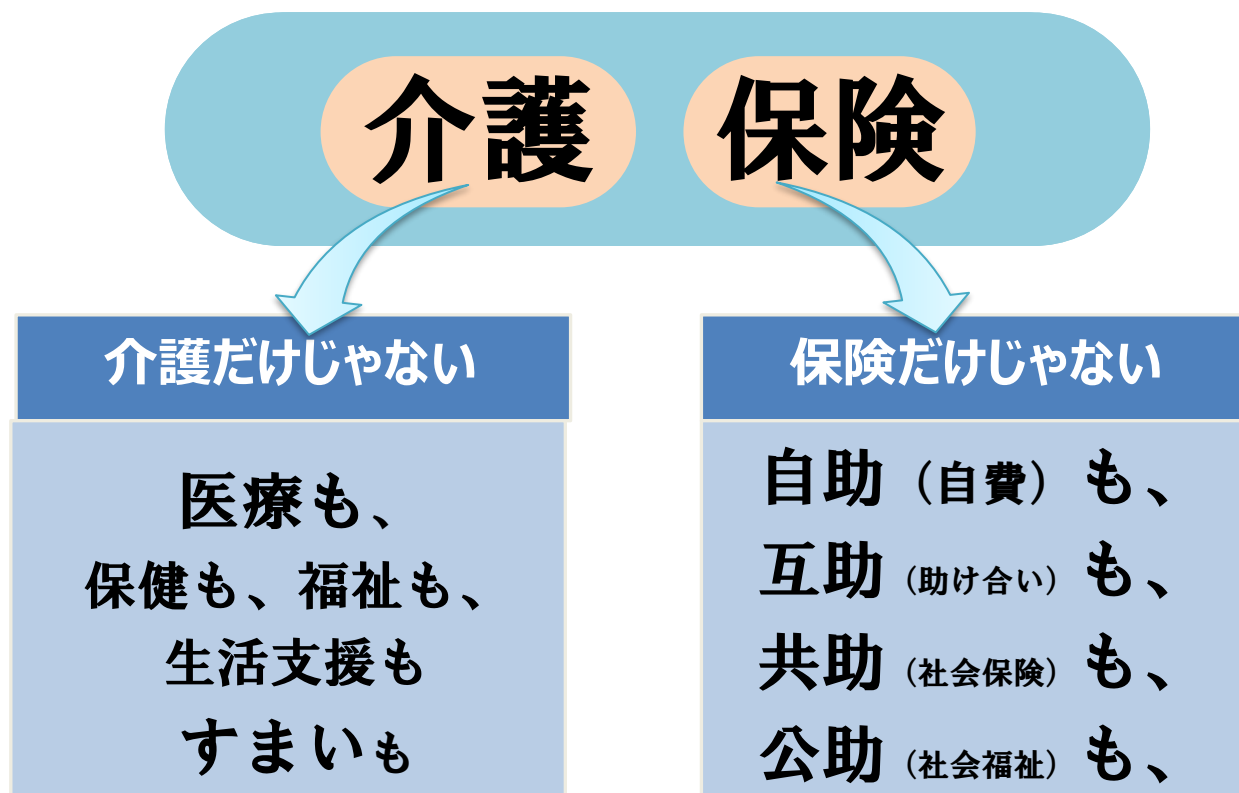 介護 保険
介護だけじゃない
医療も、
保健も、福祉も、
生活支援も
すまいも
保険だけじゃない
自助（自費）も、
互助（助け合い）も、
共助（社会保険）も、
公助（社会福祉）も、